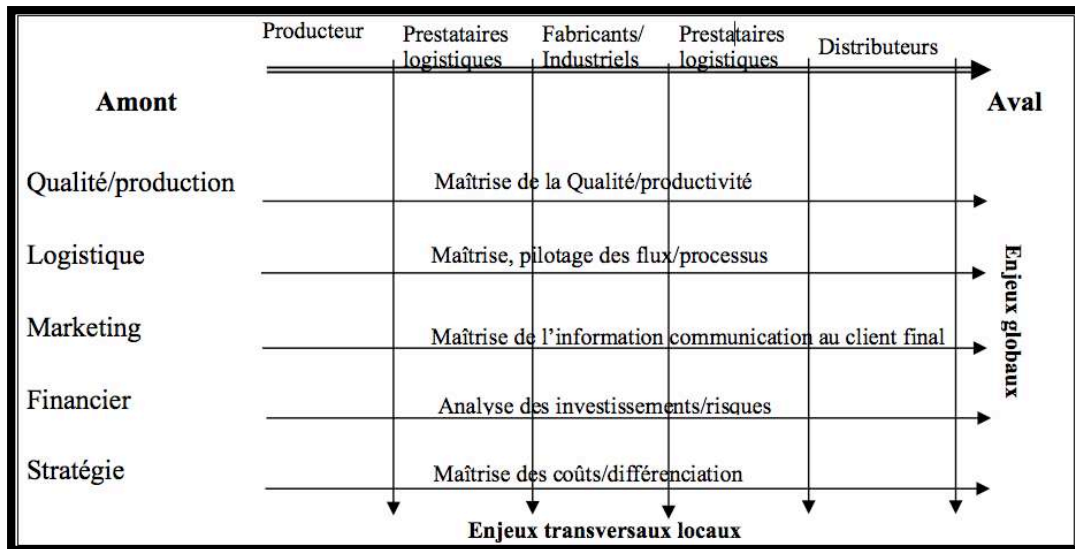 Producteur
Prestataires
logistiques
Fabricants/
Industriels
Prestataires
logistiques
Distributeurs
Amont
Aval
Qualité/production
Maîtrise de la Qualité/productivité
Logistique
Maîtrise, pilotage des flux/processus
Marketing
Maîtrise de l’information communication au client final
Financier
Analyse des investissements/risques
Stratégie
Maîtrise des coûts/différenciation
Enjeux globaux
Enjeux transversaux locaux